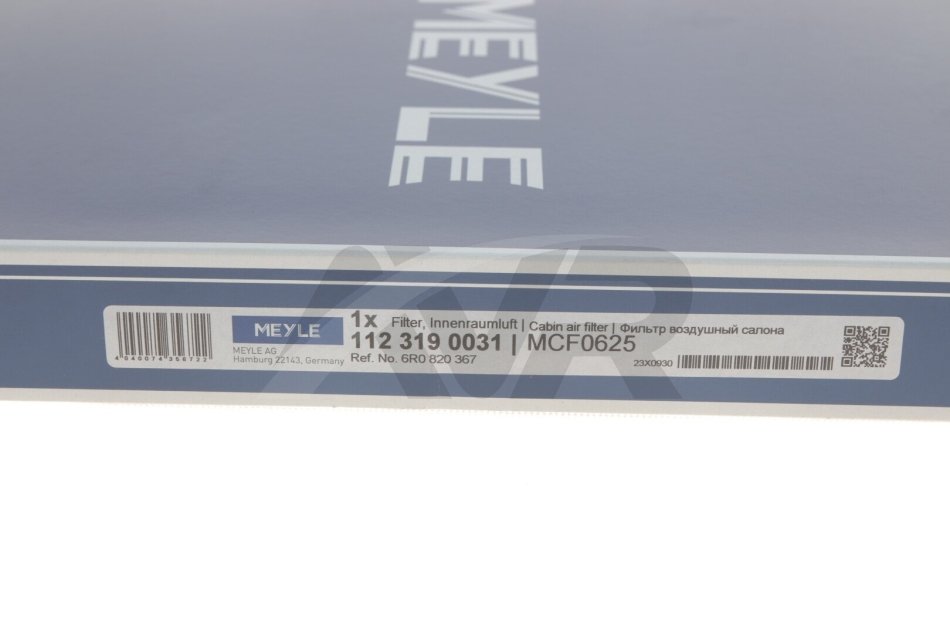 MEYLE
AVR
MEYLE
1x Filter, Innenraumluft | Cabin air filter | Фильтр воздушный салона
112 319 0031 | MCF0625
Ref. No. 6R0 820 367
MEYLE AG
Hamburg 22143, Germany
23X0930